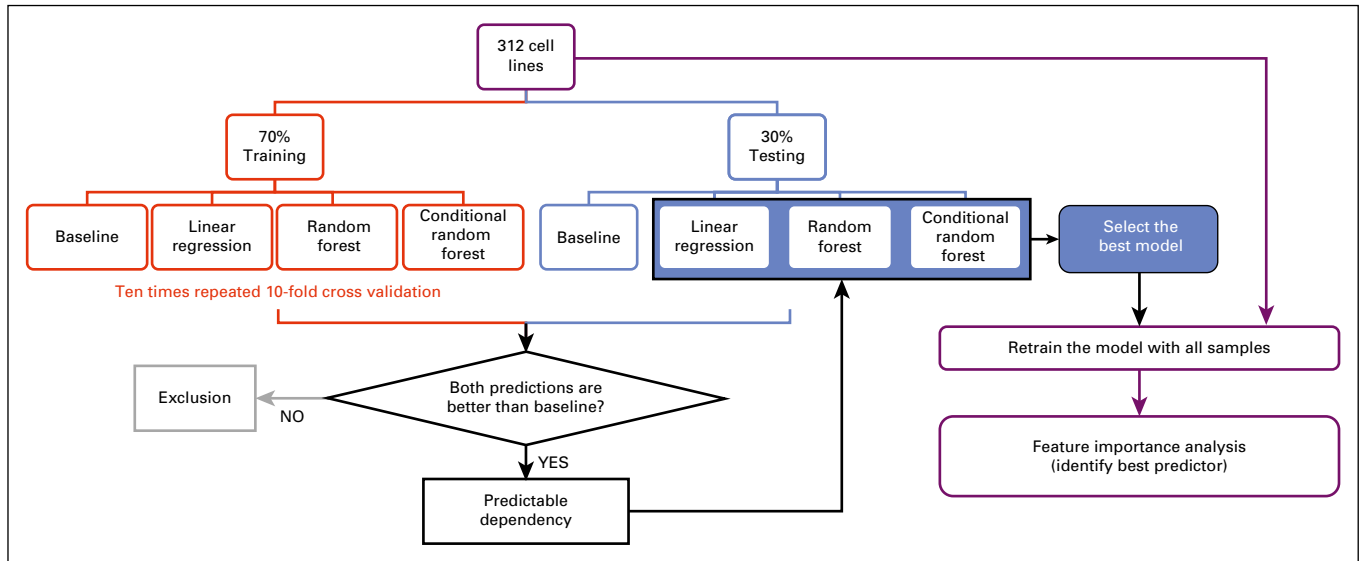 312 cell
lines
70%
Training
30%
Testing
Baseline
Linear
regression
Random
forest
Conditional
random
forest
Baseline
Linear
regression
Random
forest
Conditional
random
forest
Select the
best model
Ten times repeated 10-fold cross validation
Retrain the model with all samples
Both predictions are
better than baseline?
Exclusion
NO
YES
Feature importance analysis
(identify best predictor)
Predictable
dependency